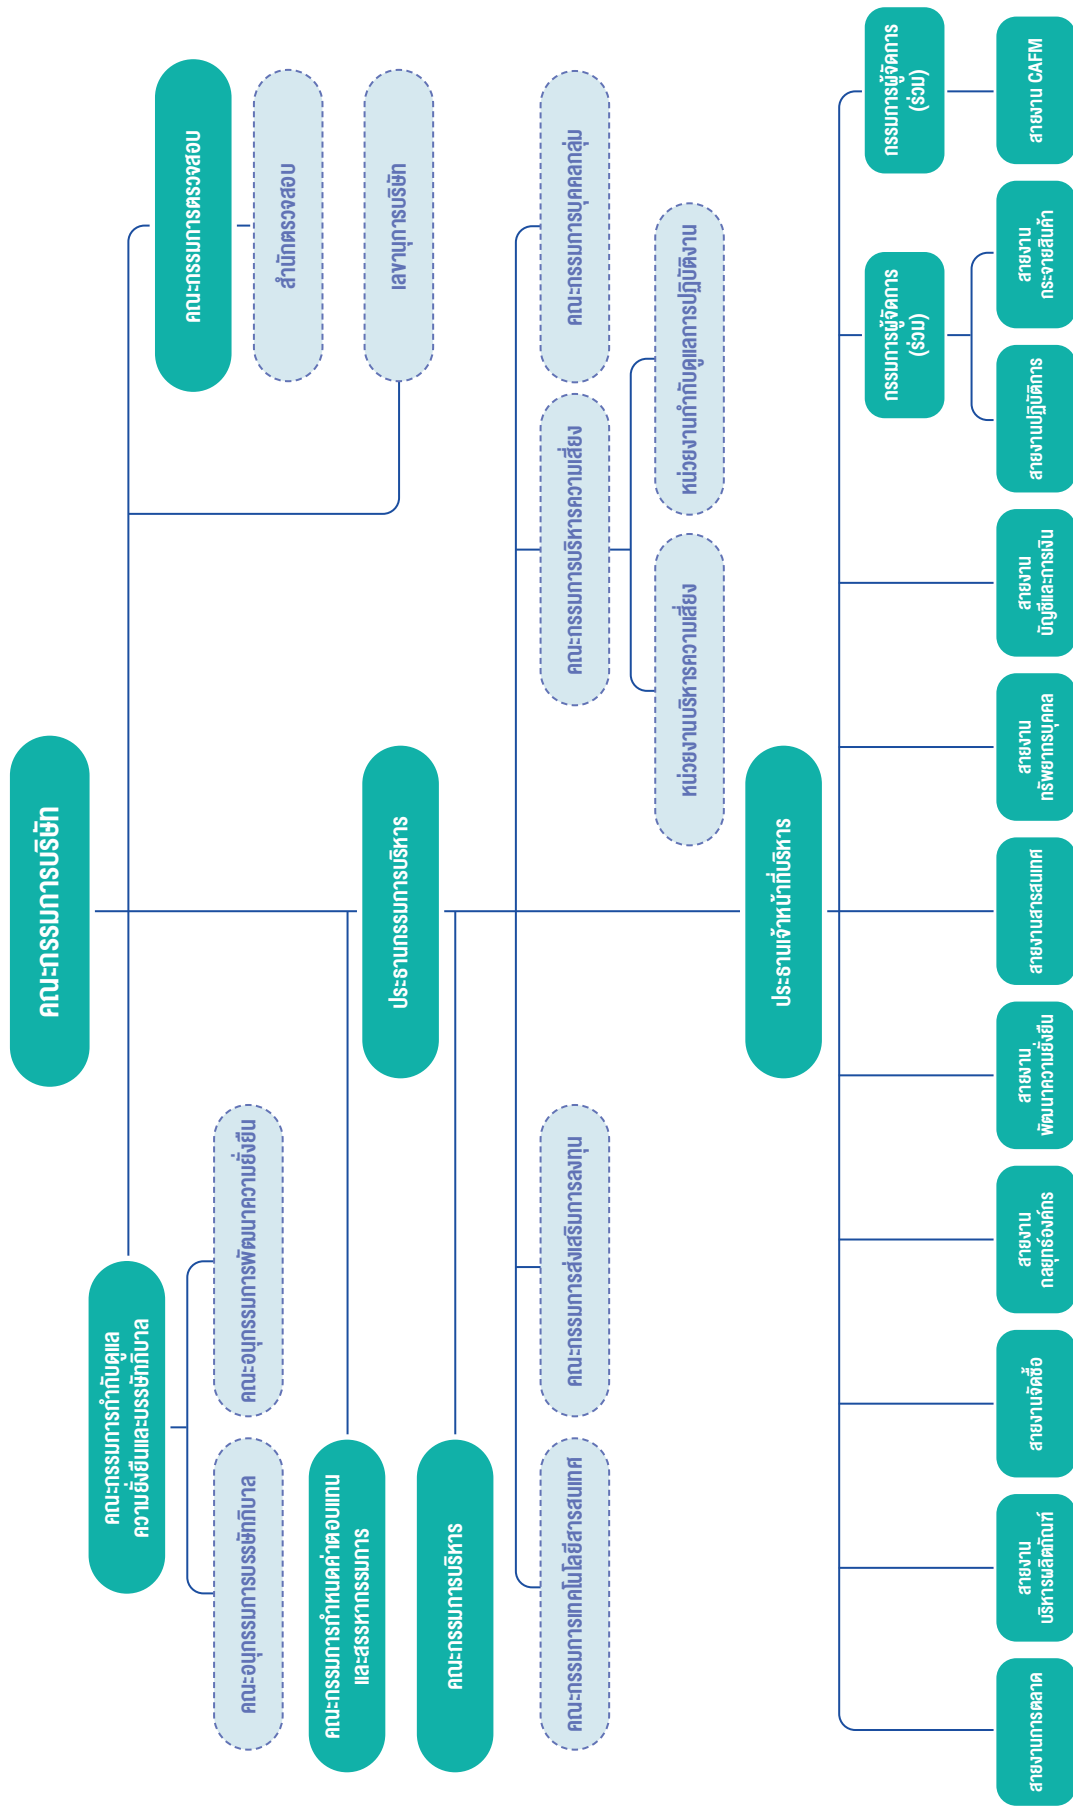 คณะกรรมการบริษัท
คณะกรรมการกำกับดูแล
ความยั่งยืนและบรรษัทภิบาล
คณะกรรมการตรวจสอบ
คณะอนุกรรมการบรรษัทภิบาล
คณะอนุกรรมการพัฒนาความยั่งยืน
สำนักตรวจสอบ
คณะกรรมการกำหนดค่าตอบแทน
และสรรหากรรมการ
เลขานุการบริษัท
ประธานกรรมการบริหาร
คณะกรรมการบริหาร
คณะกรรมการเทคโนโลยีสารสนเทศ
คณะกรรมการส่งเสริมการลงทุน
คณะกรรมการบริหารความเสี่ยง
คณะกรรมการบุคคลกลุ่ม
หน่วยงานบริหารความเสี่ยง
หน่วยงานกำกับดูแลการปฏิบัติงาน
ประธานเจ้าหน้าที่บริหาร
กรรมการผู้จัดการ
(ร่วม)
กรรมการผู้จัดการ
(ร่วม)
สายงานการตลาด
สายงาน
บริหารผลิตภัณฑ์
สายงานจัดซื้อ
สายงาน
กลยุทธ์องค์กร
สายงาน
พัฒนาความยั่งยืน
สายงานสารสนเทศ
สายงาน
ทรัพยากรบุคคล
สายงาน
บัญชีและการเงิน
สายงานปฏิบัติการ
สายงาน
กระจายสินค้า
สายงาน CAFM